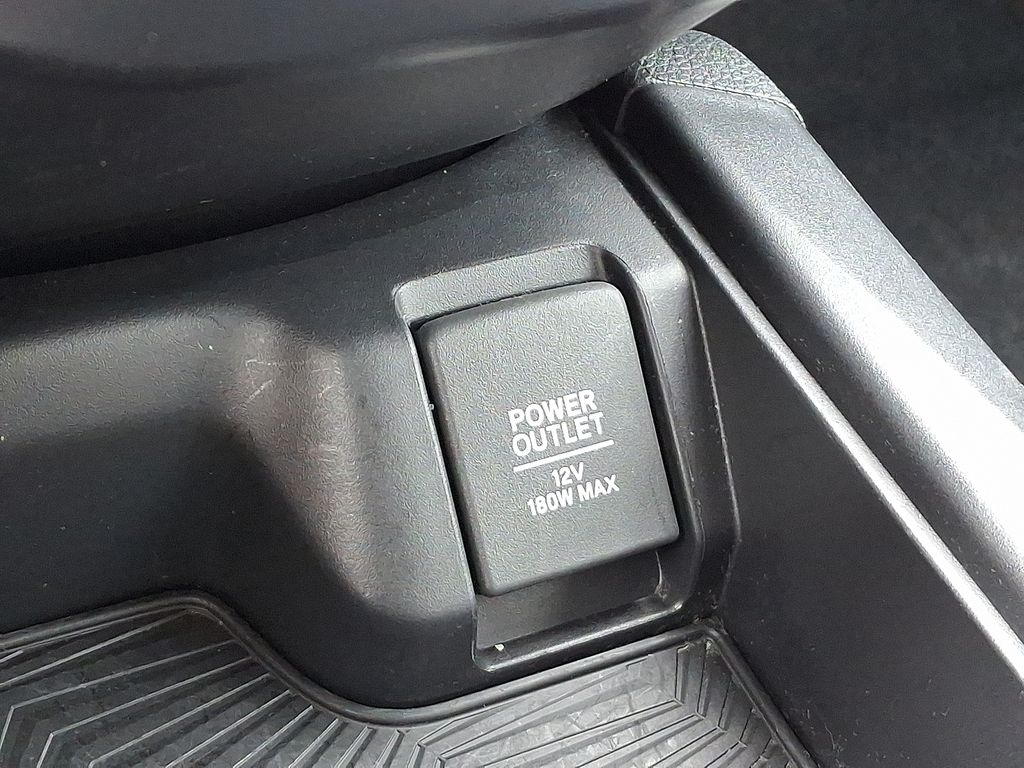 POWER
OUTLET
12V
180W MAX